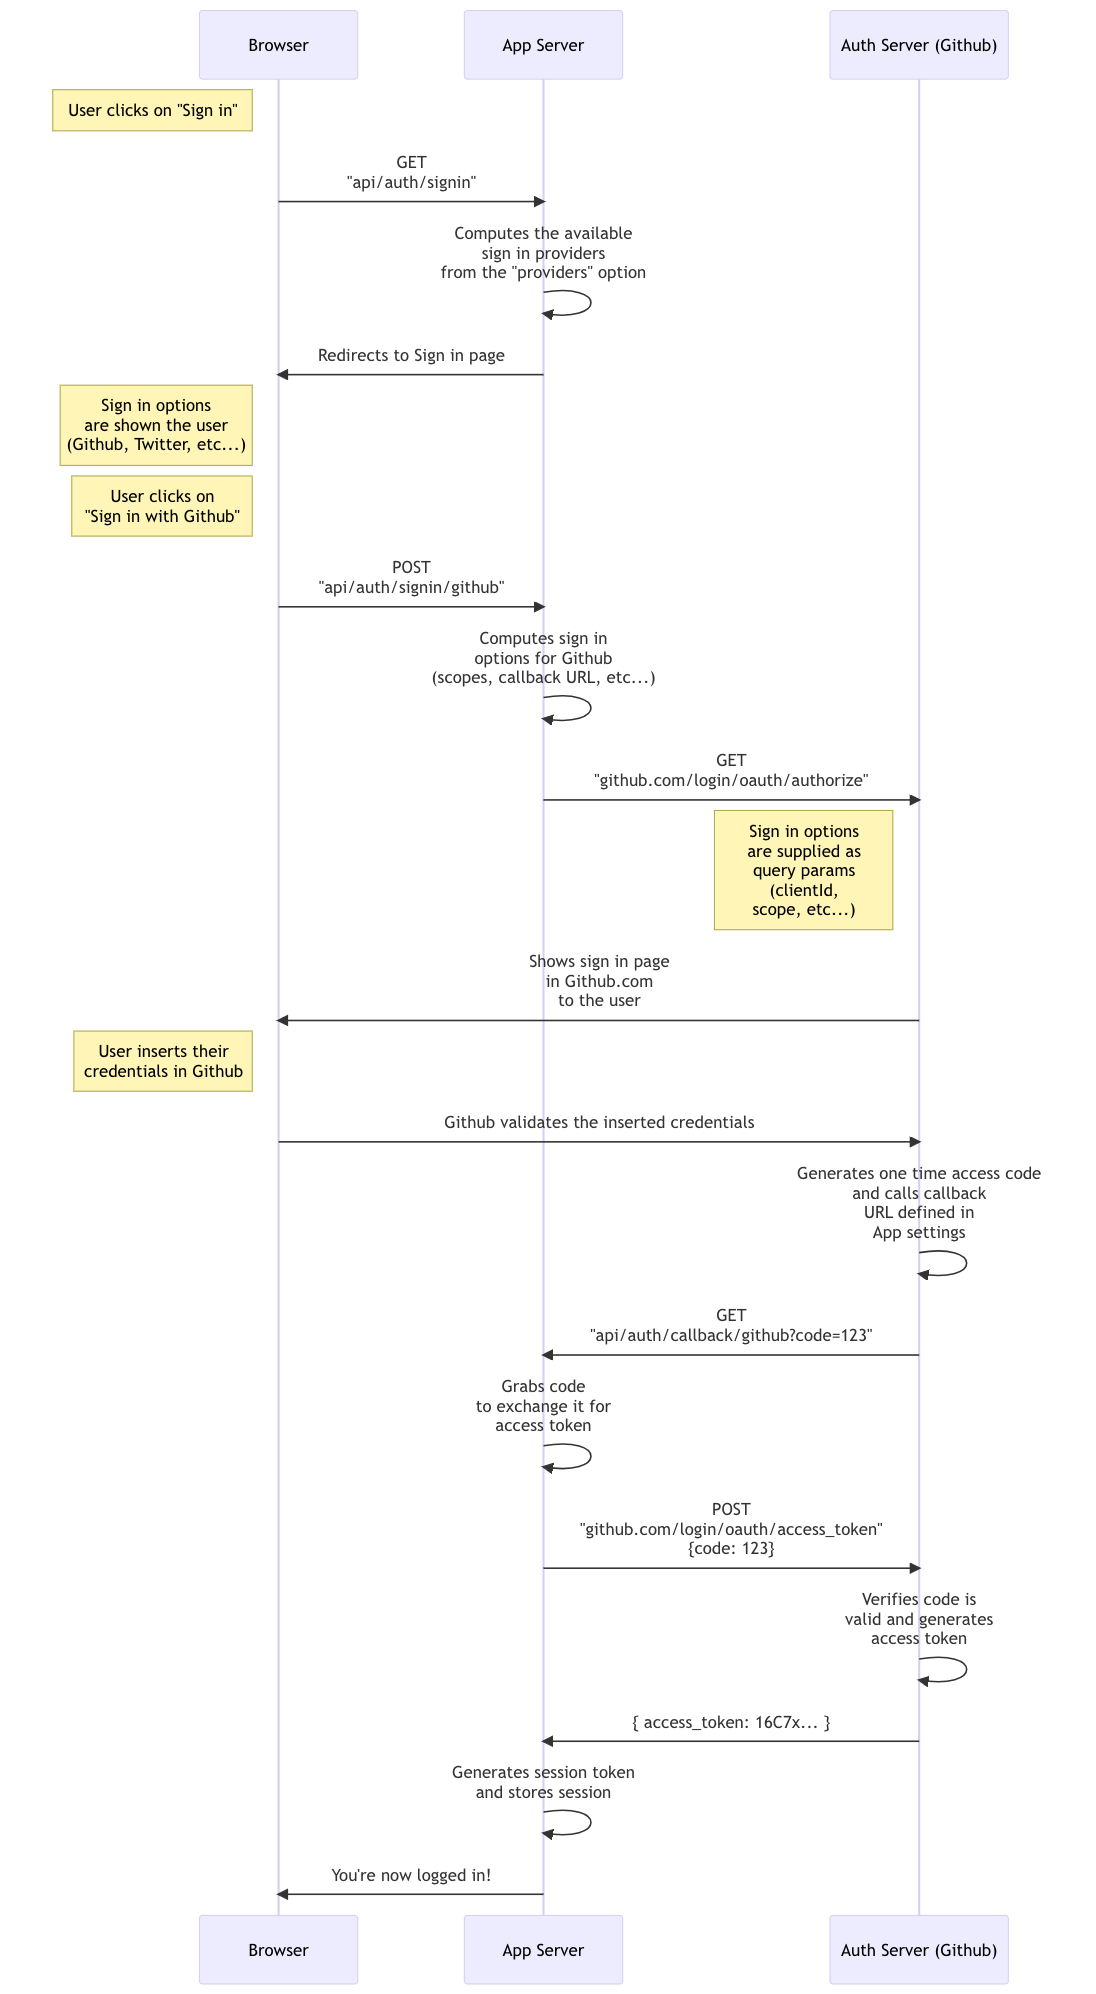 Browser
App Server
Auth Server (Github)
User clicks on "Sign in"
GET
"api/auth/signin"
Computes the available
sign in providers
from the "providers" option
Redirects to Sign in page
Sign in options
are shown the user
(Github, Twitter, etc...)
User clicks on
"Sign in with Github"
POST
"api/auth/signin/github"
Computes sign in
options for Github
(scopes, callback URL, etc...)
GET
"github.com/login/oauth/authorize"
Sign in options
are supplied as
query params
(clientId,
scope, etc...)
Shows sign in page
in Github.com
to the user
User inserts their
credentials in Github
Github validates the inserted credentials
Generates one time access code
and calls callback
URL defined in
App settings
GET
"api/auth/callback/github?code=123"
Grabs code
to exchange it for
access token
POST
"github.com/login/oauth/access_token"
{code: 123}
Verifies code is
valid and generates
access token
{ access_token: 16C7x... }
Generates session token
and stores session
You're now logged in!
Browser
App Server
Auth Server (Github)